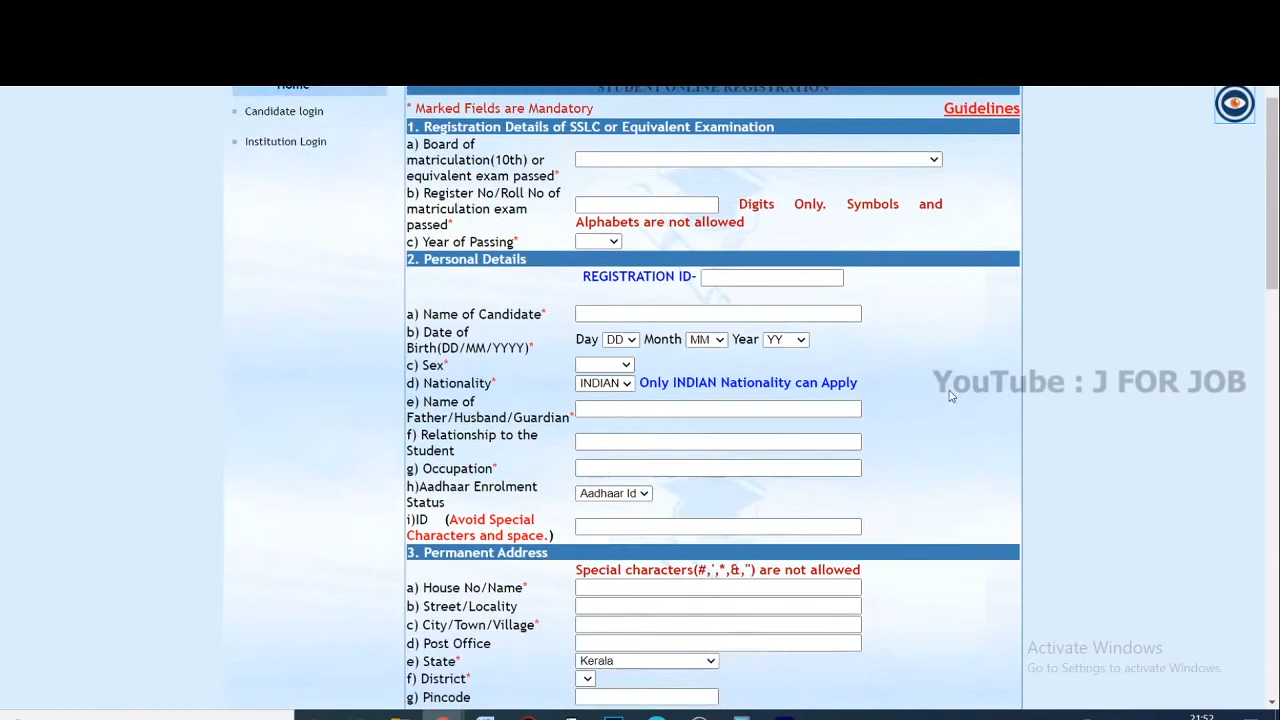 Home
STUDENT ONLINE REGISTRATION
Candidate login
Institution Login
* Marked Fields are Mandatory Guidelines
1. Registration Details of SSLC or Equivalent Examination
a) Board of
matriculation(10th) or
equivalent exam passed*
b) Register No/Roll No of
matriculation exam
passed*
Digits Only. Symbols and
Alphabets are not allowed
c) Year of Passing*
2. Personal Details
REGISTRATION ID-
a) Name of Candidate*
b) Date of
Birth(DD/MM/YYYY)*
Day DD Month MM Year YY
c) Sex*
d) Nationality* INDIAN Only INDIAN Nationality can Apply
e) Name of
Father/Husband/Guardian*
f) Relationship to the
Student
g) Occupation*
h)Aadhaar Enrolment
Status
Aadhaar Id
i)ID (Avoid Special
Characters and space.)
3. Permanent Address
Special characters(#,',*,&,") are not allowed
a) House No/Name*
b) Street/Locality
c) City/Town/Village*
d) Post Office
e) State* Kerala
f) District*
g) Pincode
YouTube : J FOR JOB
Activate Windows
Go to Settings to activate Windows.
21:52